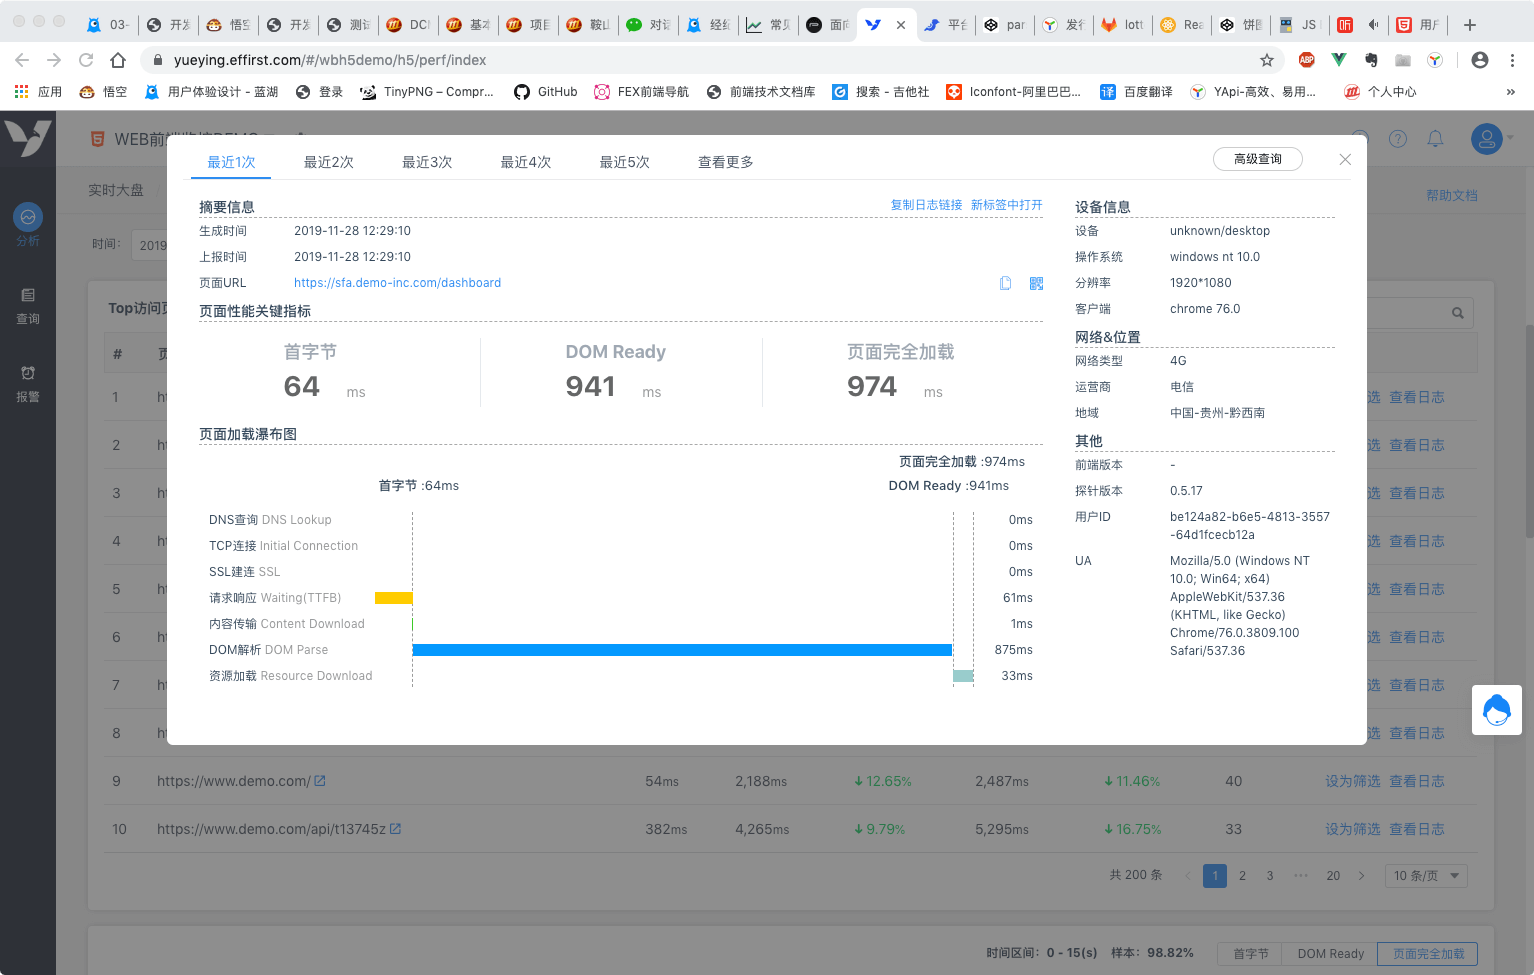 03-
开发
悟空
开发
测试
DCM
基本
项目
鞍山
对话
经纬
常见
面向
平台
par
发行
lott
Rea
饼图
JS
听
用户
yueying.effirst.com/#/wbh5demo/h5/perf/index
ABP
应用
悟空
用户体验设计 – 蓝湖
登录
TinyPNG – Compr...
GitHub
FEX前端导航
前端技术文档库
搜索 - 吉他社
Iconfont-阿里巴巴...
译 百度翻译
YApi-高效、易用...
个人中心
»
WEB前端监控DEMO
实时大盘
帮助文档
分析
查询
报警
时间：
2019
Top访问页
#
页
1
2
3
4
5
6
7
8
最近1次
最近2次
最近3次
最近4次
最近5次
查看更多
高级查询
摘要信息
复制日志链接 新标签中打开
生成时间 2019-11-28 12:29:10
上报时间 2019-11-28 12:29:10
页面URL https://sfa.demo-inc.com/dashboard
页面性能关键指标
首字节
64 ms
DOM Ready
941 ms
页面完全加载
974 ms
页面加载瀑布图
页面完全加载 :974ms
首字节 :64ms
DOM Ready :941ms
DNS查询 DNS Lookup 0ms
TCP连接 Initial Connection 0ms
SSL建连 SSL 0ms
请求响应 Waiting(TTFB) 61ms
内容传输 Content Download 1ms
DOM解析 DOM Parse 875ms
资源加载 Resource Download 33ms
设备信息
设备 unknown/desktop
操作系统 windows nt 10.0
分辨率 1920*1080
客户端 chrome 76.0
网络&位置
网络类型 4G
运营商 电信
地域 中国-贵州-黔西南
其他
前端版本 -
探针版本 0.5.17
用户ID be124a82-b6e5-4813-3557
-64d1fcecb12a
UA Mozilla/5.0 (Windows NT
10.0; Win64; x64)
AppleWebKit/537.36
(KHTML, like Gecko)
Chrome/76.0.3809.100
Safari/537.36
选 查看日志
选 查看日志
选 查看日志
选 查看日志
选 查看日志
选 查看日志
选 查看日志
选 查看日志
9 https://www.demo.com/ 54ms 2,188ms 12.65% 2,487ms 11.46% 40 设为筛选 查看日志
10 https://www.demo.com/api/t13745z 382ms 4,265ms 9.79% 5,295ms 16.75% 33 设为筛选 查看日志
共 200 条 1 2 3 ••• 20 10 条/页
时间区间：0 - 15(s) 样本：98.82% 首字节 DOM Ready 页面完全加载